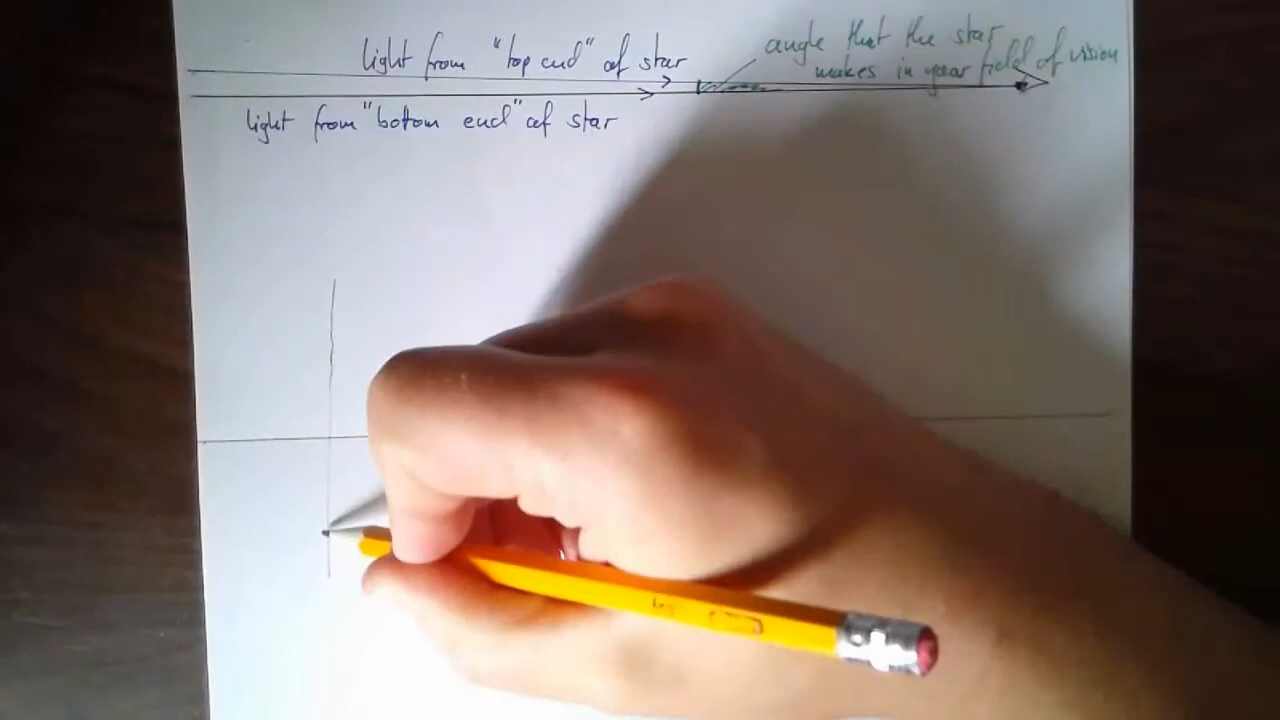 light from "top end" of star
angle that the star
makes in your field of vision
light from "bottom end" of star